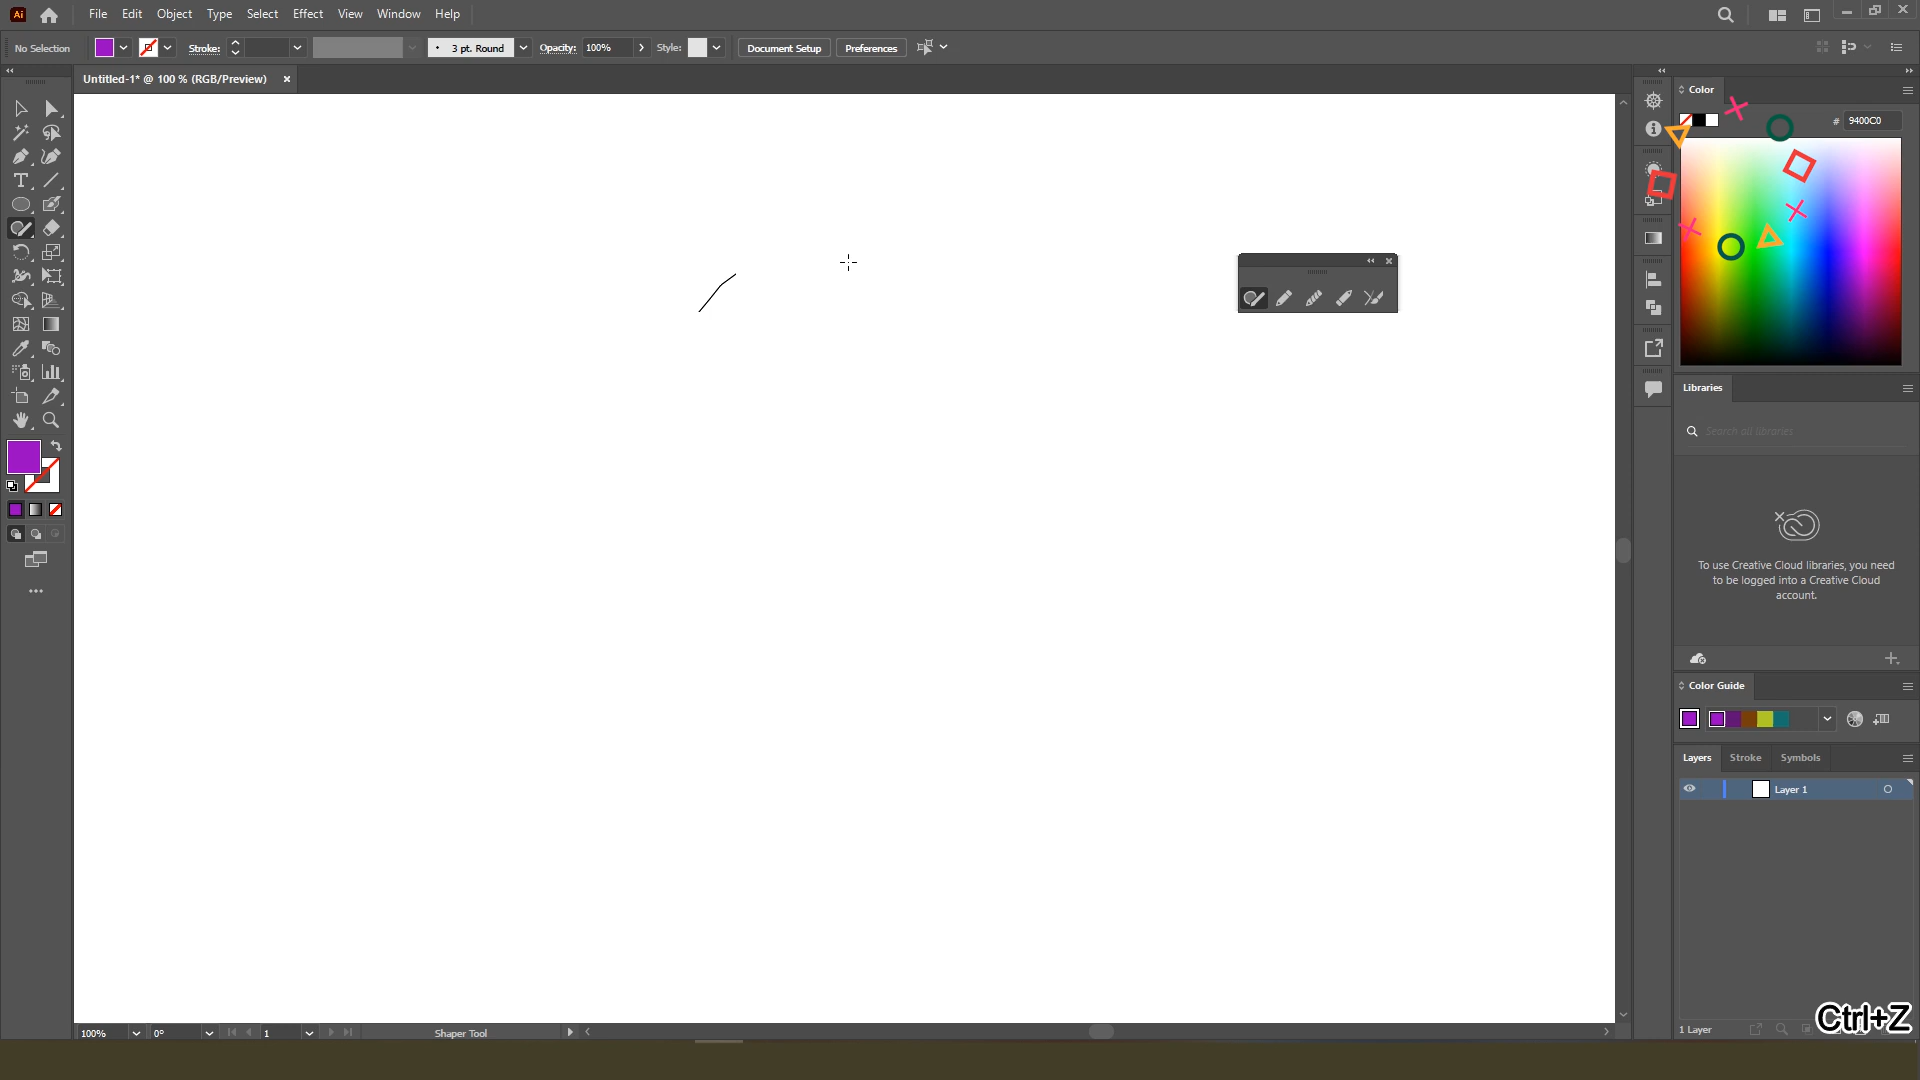 Ai File Edit Object Type Select Effect View Window Help
No Selection Stroke: 3 pt. Round Opacity: 100% Style: Document Setup Preferences
Untitled-1* @ 100 % (RGB/Preview)
Color
# 9400C0
Libraries
Search all libraries
To use Creative Cloud libraries, you need
to be logged into a Creative Cloud
account.
Color Guide
Layers Stroke Symbols
Layer 1
Ctrl+Z
1 Layer
100% 0° 1 Shaper Tool